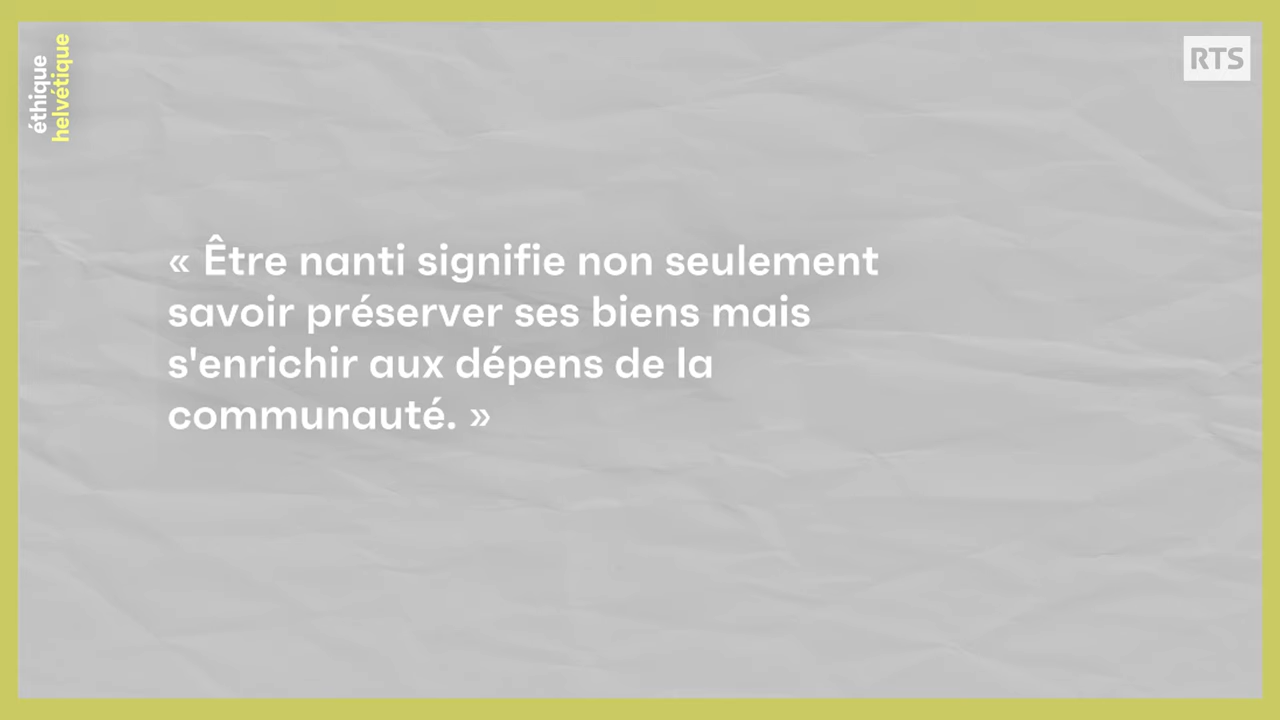 éthique
helvétique
RTS
« Être nanti signifie non seulement
savoir préserver ses biens mais
s'enrichir aux dépens de la
communauté. »